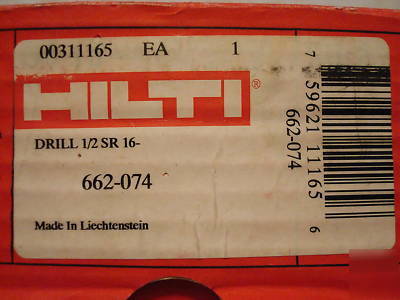 00311165 EA 1
HILTI®
DRILL 1/2 SR 16-
662-074
Made In Liechtenstein
7 59621 11165 6
662-074